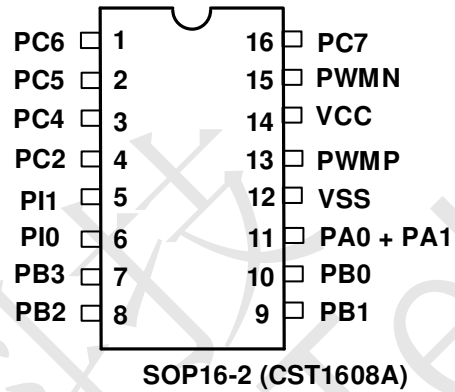 PC6 1 16 PC7
PC5 2 15 PWMN
PC4 3 14 VCC
PC2 4 13 PWMP
PI1 5 12 VSS
PI0 6 11 PA0 + PA1
PB3 7 10 PB0
PB2 8 9 PB1
SOP16-2 (CST1608A)